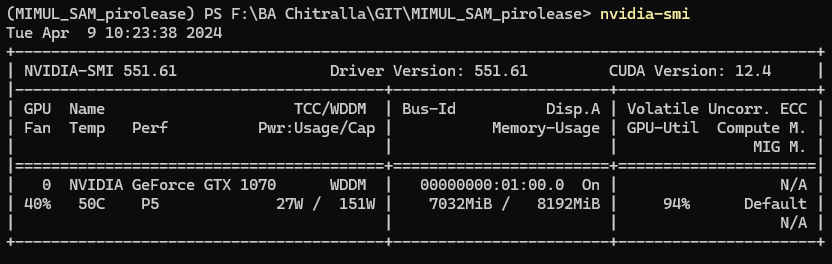 (MIMUL_SAM_pirolease) PS F:\BA Chitralla\GIT\MIMUL_SAM_pirolease> nvidia-smi
Tue Apr  9 10:23:38 2024
+-----------------------------------------------------------------------------------------+
| NVIDIA-SMI 551.61                 Driver Version: 551.61         CUDA Version: 12.4     |
|-----------------------------------------+------------------------+----------------------+
| GPU  Name                     TCC/WDDM  | Bus-Id          Disp.A | Volatile Uncorr. ECC |
| Fan  Temp   Perf          Pwr:Usage/Cap |           Memory-Usage | GPU-Util  Compute M. |
|                                         |                        |               MIG M. |
|=========================================+========================+======================|
|   0  NVIDIA GeForce GTX 1070      WDDM  |   00000000:01:00.0  On |                  N/A |
| 40%   50C    P5             27W /  151W |    7032MiB /   8192MiB |     94%      Default |
|                                         |                        |                  N/A |
+-----------------------------------------+------------------------+----------------------+